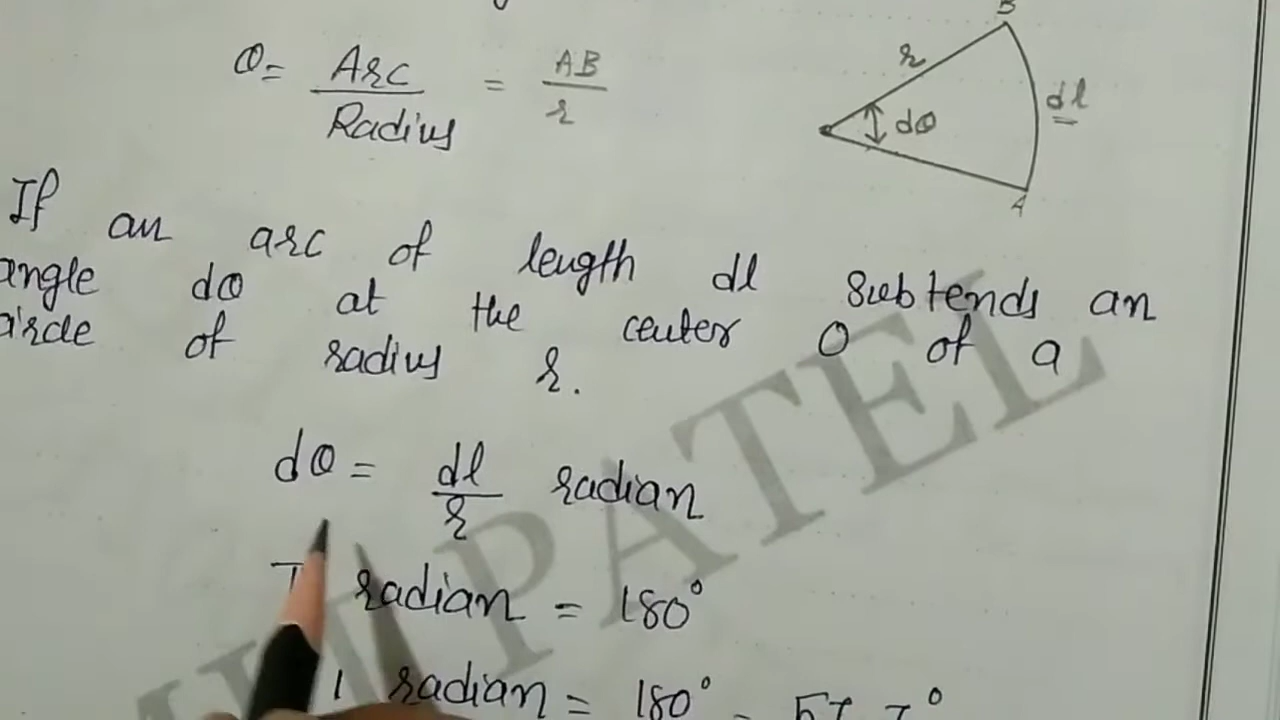 θ = Arc / Radius = AB / r
B
r
dθ
dl
A
If an arc of length dl subtends an
angle dθ at the center O of a
circle of radius r.
dθ = dl / r radian
radian = 180°
1 radian = 180°
PATEL